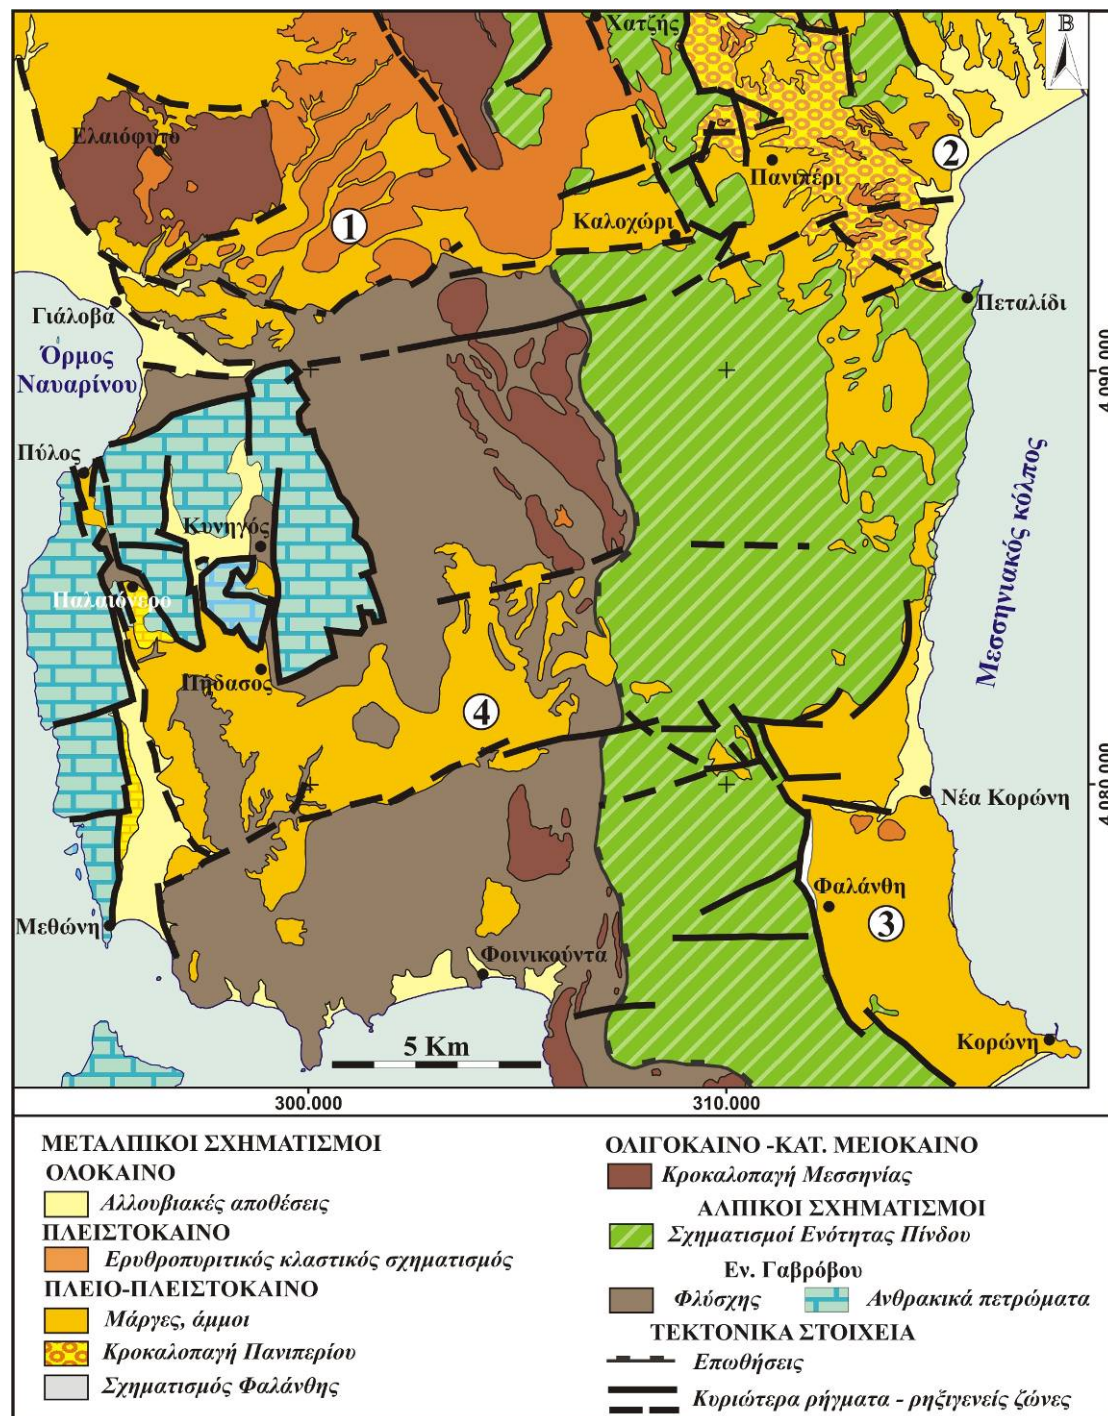 Χατζής
B
Ελαιόφυτο
2
Πανιπέρι
1
Καλοχώρι
Γιάλοβα
Πεταλίδι
Όρμος
Ναυαρίνου
4.090.000
Πύλος
Κυνηγός
Μεσσηνιακός κόλπος
Παλαιόνερο
Πήδασος
4
4.080.000
Νέα Κορώνη
Φαλάνθη
3
Μεθώνη
Φοινικούντα
Κορώνη
5 Km
300.000
310.000
ΜΕΤΑΛΠΙΚΟΙ ΣΧΗΜΑΤΙΣΜΟΙ
ΟΛΟΚΑΙΝΟ
Αλλουβιακές αποθέσεις
ΠΛΕΙΣΤΟΚΑΙΝΟ
Ερυθροπυριτικός κλαστικός σχηματισμός
ΠΛΕΙΟ-ΠΛΕΙΣΤΟΚΑΙΝΟ
Μάργες, άμμοι
Κροκαλοπαγή Πανιπερίου
Σχηματισμός Φαλάνθης
ΟΛΙΓΟΚΑΙΝΟ -ΚΑΤ. ΜΕΙΟΚΑΙΝΟ
Κροκαλοπαγή Μεσσηνίας
ΑΛΠΙΚΟΙ ΣΧΗΜΑΤΙΣΜΟΙ
Σχηματισμοί Ενότητας Πίνδου
Εν. Γαβρόβου
Φλύσχης
Ανθρακικά πετρώματα
ΤΕΚΤΟΝΙΚΑ ΣΤΟΙΧΕΙΑ
Επωθήσεις
Κυριώτερα ρήγματα - ρηξιγενείς ζώνες